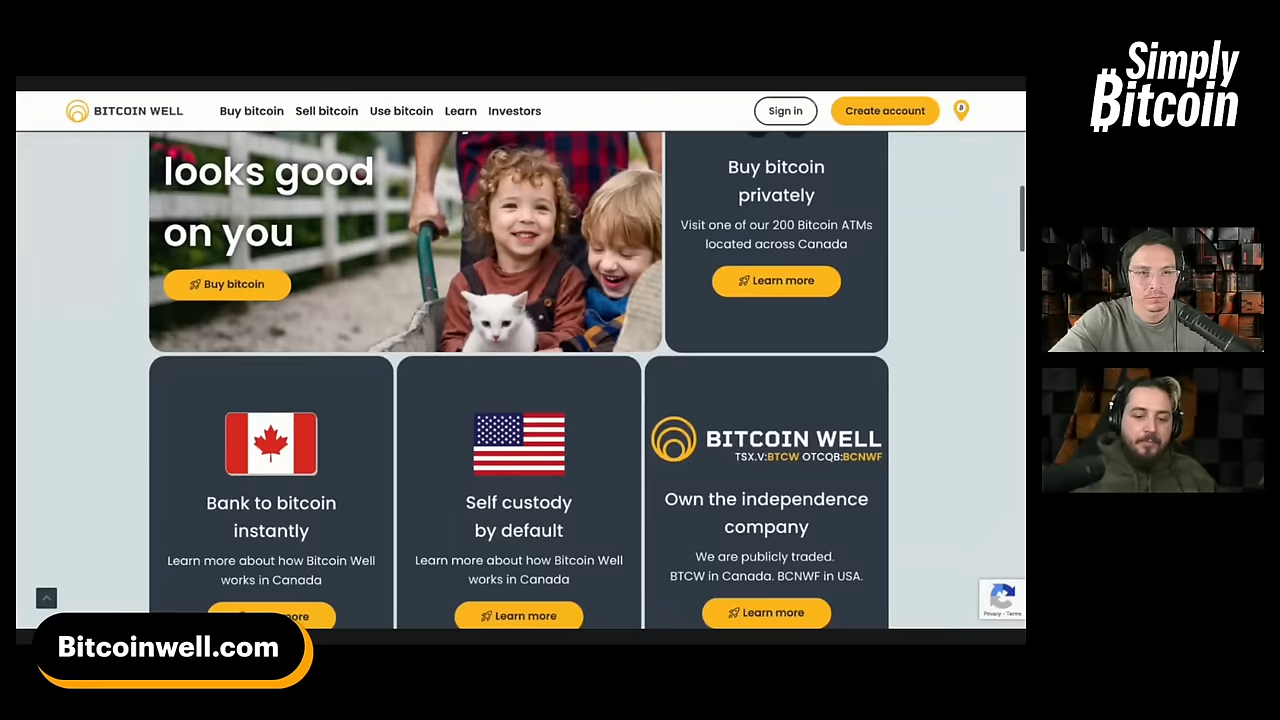 Simply
Bitcoin
BITCOIN WELL
Buy bitcoin
Sell bitcoin
Use bitcoin
Learn
Investors
Sign in
Create account
looks good
on you
Buy bitcoin
Buy bitcoin
privately
Visit one of our 200 Bitcoin ATMs
located across Canada
Learn more
Bank to bitcoin
instantly
Learn more about how Bitcoin Well
works in Canada
more
Self custody
by default
Learn more about how Bitcoin Well
works in Canada
Learn more
BITCOIN WELL
TSX.V:BTCW OTCQB:BCNWF
Own the independence
company
We are publicly traded.
BTCW in Canada. BCNWF in USA.
Learn more
Privacy - Terms
Bitcoinwell.com